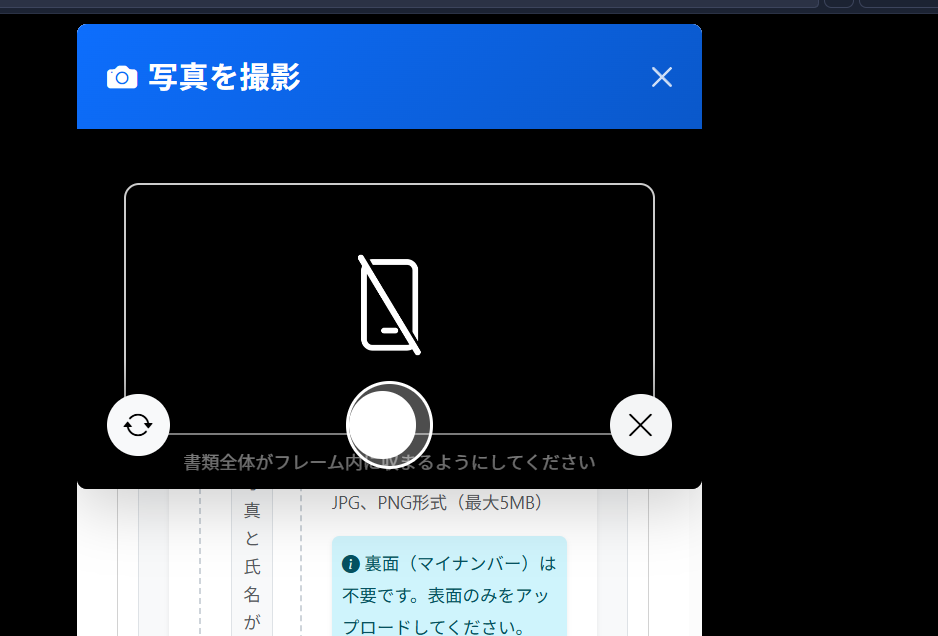 写真を撮影
書類全体がフレーム内に収まるようにしてください
真
と
氏
名
が
JPG、PNG形式（最大5MB）
裏面（マイナンバー）は
不要です。表面のみをアッ
プロードしてください。